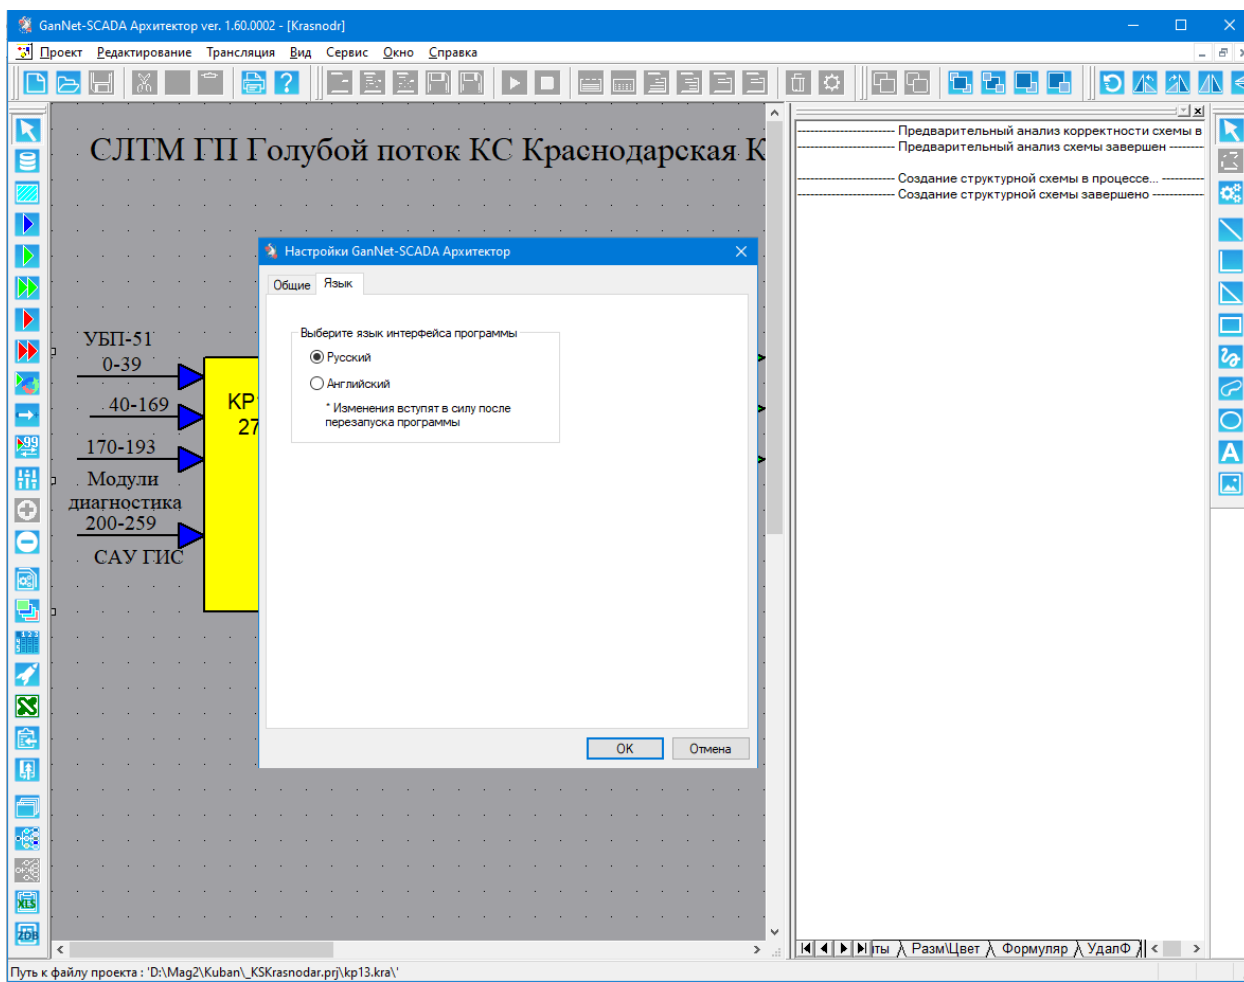 GanNet-SCADA Архитектор ver. 1.60.0002 - [Krasnodr]
Проект Редактирование Трансляция Вид Сервис Окно Справка
СЛТМ ГП Голубой поток КС Краснодарская К
---------------------- Предварительный анализ корректности схемы в
---------------------- Предварительный анализ схемы завершен --------
---------------------- Создание структурной схемы в процессе... ----------
---------------------- Создание структурной схемы завершено ------------
Настройки GanNet-SCADA Архитектор
Общие Язык
Выберите язык интерфейса программы
Русский
Английский
* Изменения вступят в силу после
перезапуска программы
OK Отмена
УБП-51
0-39
40-169
170-193
Модули
диагностика
200-259
САУ ГИС
КР
27
99
XLS
ZDB
A
ты Разм\Цвет Формуляр УдалФ
Путь к файлу проекта : 'D:\Mag2\Kuban\_KSKrasnodar.prj\kp13.kra\'